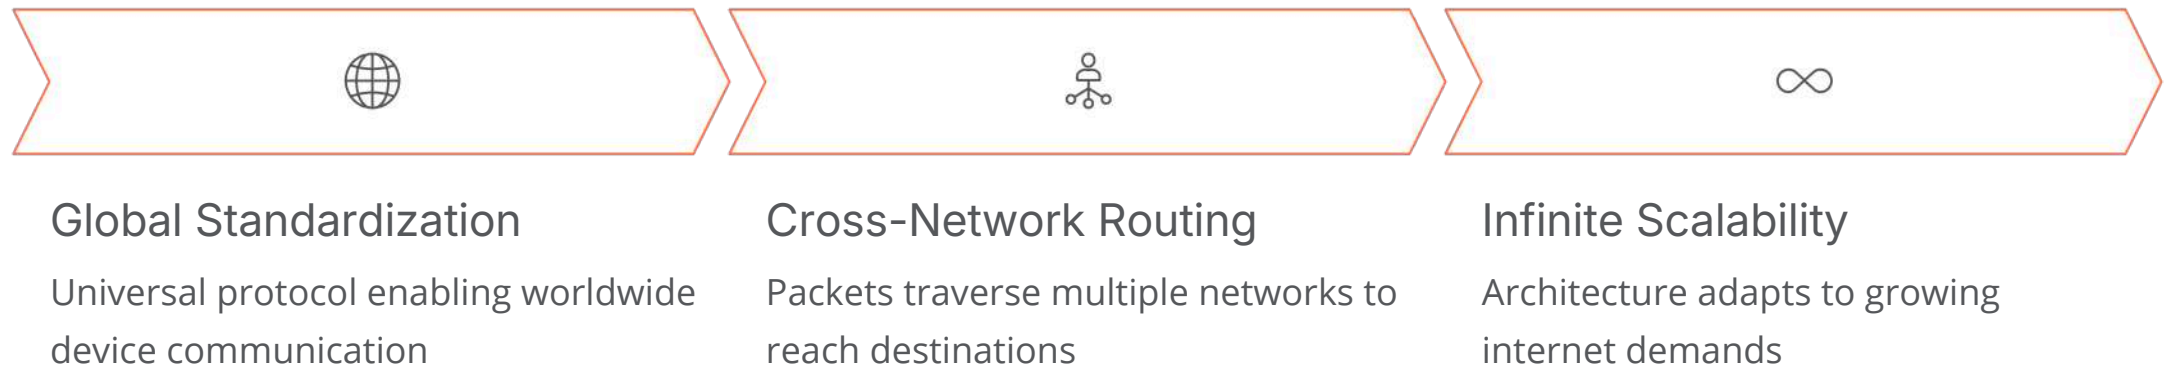 Global Standardization
Universal protocol enabling worldwide
device communication
Cross-Network Routing
Packets traverse multiple networks to
reach destinations
Infinite Scalability
Architecture adapts to growing
internet demands